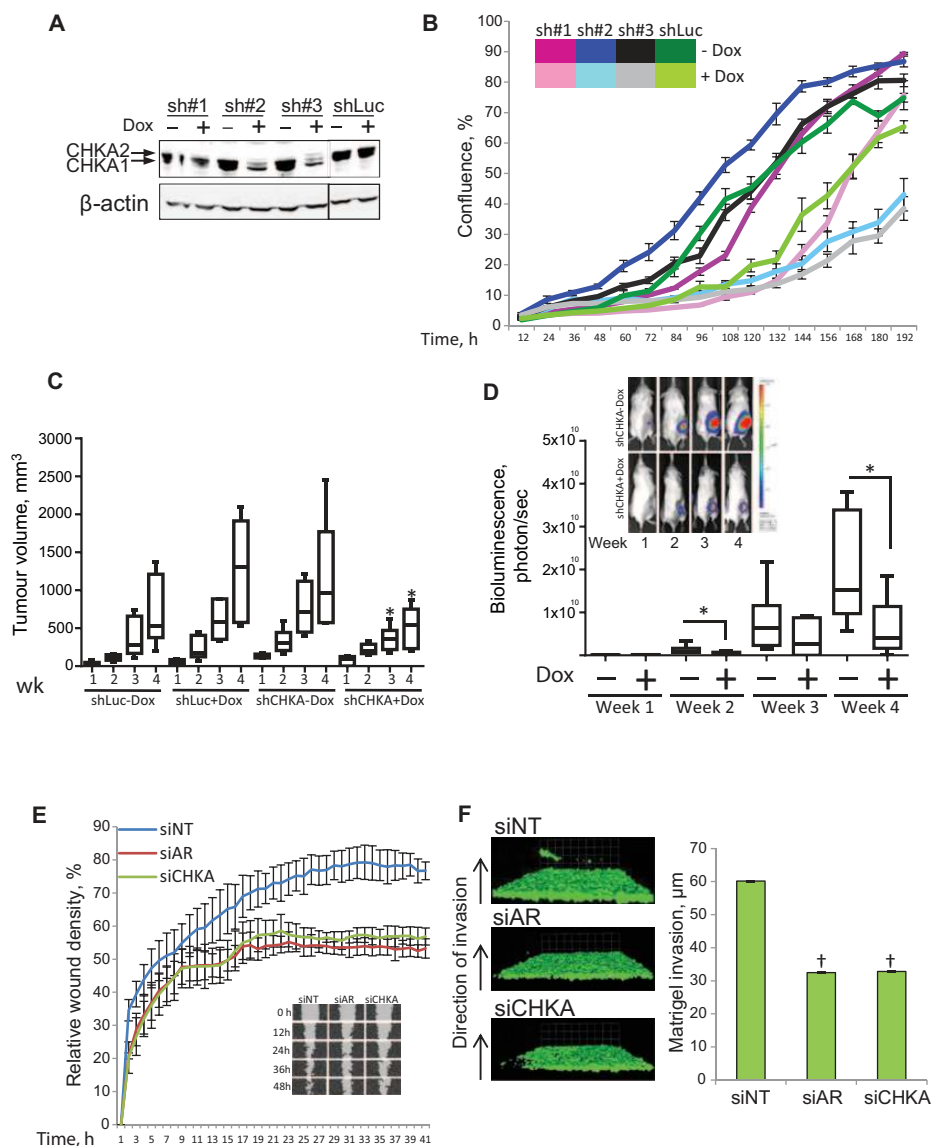 A
sh#1 sh#2 sh#3 shLuc
Dox – + – + – + – +
CHKA2
CHKA1
β-actin
B
sh#1 sh#2 sh#3 shLuc
- Dox
+ Dox
Confluence, %
100
90
80
70
60
50
40
30
20
10
0
Time, h
12 24 36 48 60 72 84 96 108 120 132 144 156 168 180 192
C
Tumour volume, mm3
3000
2500
2000
1500
1000
500
0
* *
wk
1 2 3 4 1 2 3 4 1 2 3 4 1 2 3 4
shLuc-Dox shLuc+Dox shCHKA-Dox shCHKA+Dox
D
shCHKA-Dox
shCHKA+Dox
Week 1 2 3 4
Bioluminescence, photon/sec
5x10 10
4x10 10
3x10 10
2x10 10
1x10 10
* *
Dox – + – + – + – +
Week 1 Week 2 Week 3 Week 4
E
siNT
siAR
siCHKA
Relative wound density, %
90
80
70
60
50
40
30
20
10
0
siNT siAR siCHKA
0 h
12h
24h
36h
48h
Time, h
1 3 5 7 9 11 13 15 17 19 21 23 25 27 29 31 33 35 37 39 41
F
Direction of invasion
siNT
siAR
siCHKA
Matrigel invasion, µm
70
60
50
40
30
20
10
0
† †
siNT siAR siCHKA